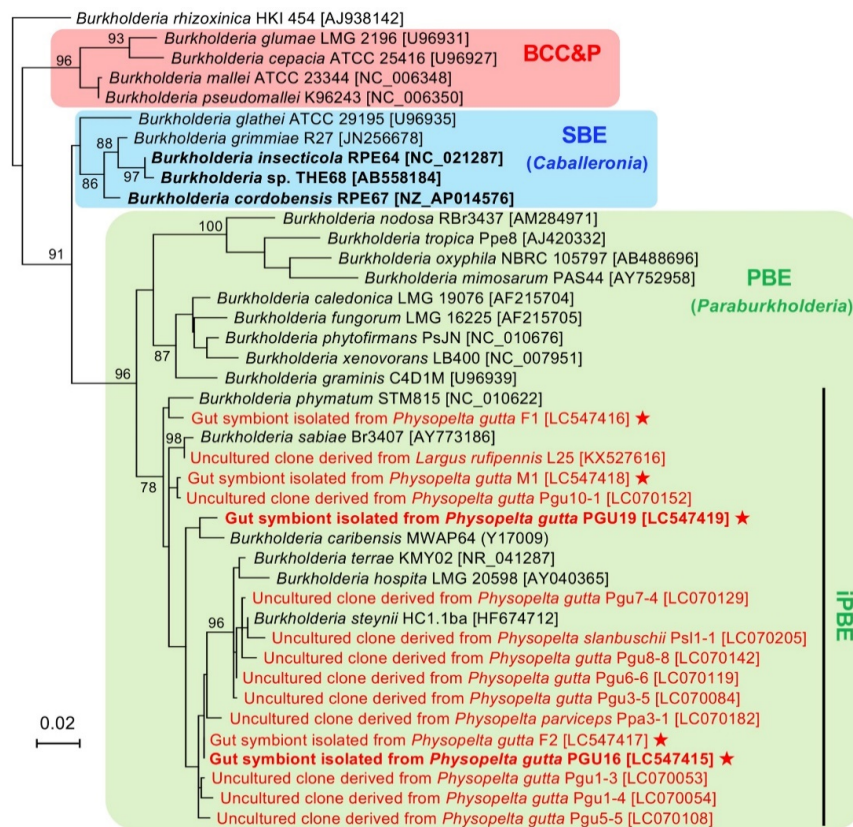 Burkholderia rhizoxinica HKI 454 [AJ938142]
93
Burkholderia glumae LMG 2196 [U96931]
BCC&P
96
Burkholderia cepacia ATCC 25416 [U96927]
Burkholderia mallei ATCC 23344 [NC_006348]
Burkholderia pseudomallei K96243 [NC_006350]
Burkholderia glathei ATCC 29195 [U96935]
SBE
88
Burkholderia grimmiae R27 [JN256678]
(Caballeronia)
Burkholderia insecticola RPE64 [NC_021287]
97
Burkholderia sp. THE68 [AB558184]
86
Burkholderia cordobensis RPE67 [NZ_AP014576]
100
Burkholderia nodosa RBr3437 [AM284971]
Burkholderia tropica Ppe8 [AJ420332]
91
Burkholderia oxyphila NBRC 105797 [AB488696]
PBE
Burkholderia mimosarum PAS44 [AY752958]
(Paraburkholderia)
Burkholderia caledonica LMG 19076 [AF215704]
Burkholderia fungorum LMG 16225 [AF215705]
Burkholderia phytofirmans PsJN [NC_010676]
87
Burkholderia xenovorans LB400 [NC_007951]
96
Burkholderia graminis C4D1M [U96939]
Burkholderia phymatum STM815 [NC_010622]
Gut symbiont isolated from Physopelta gutta F1 [LC547416] ★
98
Burkholderia sabiae Br3407 [AY773186]
Uncultured clone derived from Largus rufipennis L25 [KX527616]
78
Gut symbiont isolated from Physopelta gutta M1 [LC547418] ★
Uncultured clone derived from Physopelta gutta Pgu10-1 [LC070152]
Gut symbiont isolated from Physopelta gutta PGU19 [LC547419] ★
Burkholderia caribensis MWAP64 (Y17009)
Burkholderia terrae KMY02 [NR_041287]
Burkholderia hospita LMG 20598 [AY040365]
iPBE
Uncultured clone derived from Physopelta gutta Pgu7-4 [LC070129]
96
Burkholderia steynii HC1.1ba [HF674712]
Uncultured clone derived from Physopelta slanbuschii Psl1-1 [LC070205]
Uncultured clone derived from Physopelta gutta Pgu8-8 [LC070142]
Uncultured clone derived from Physopelta gutta Pgu6-6 [LC070119]
Uncultured clone derived from Physopelta gutta Pgu3-5 [LC070084]
Uncultured clone derived from Physopelta parviceps Ppa3-1 [LC070182]
0.02
Gut symbiont isolated from Physopelta gutta F2 [LC547417] ★
Gut symbiont isolated from Physopelta gutta PGU16 [LC547415] ★
Uncultured clone derived from Physopelta gutta Pgu1-3 [LC070053]
Uncultured clone derived from Physopelta gutta Pgu1-4 [LC070054]
Uncultured clone derived from Physopelta gutta Pgu5-5 [LC070108]